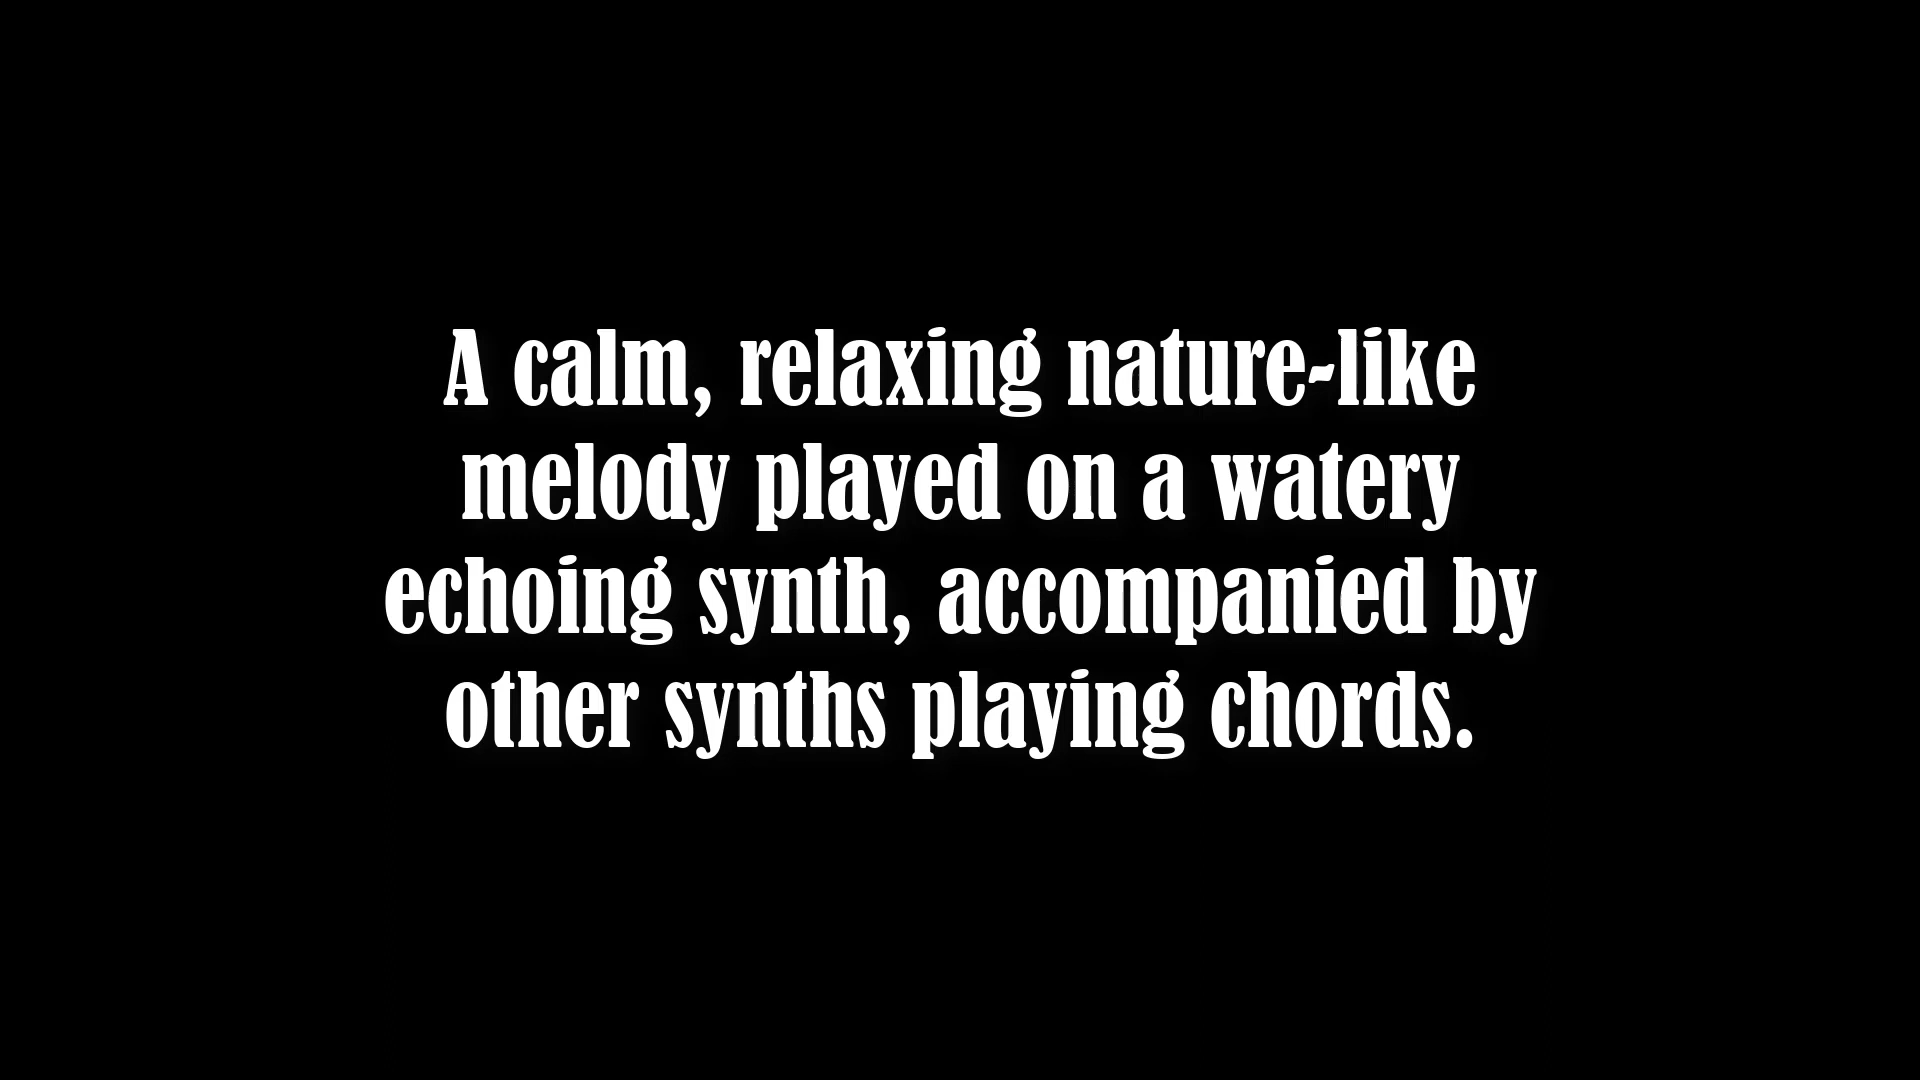 A calm, relaxing nature-like
melody played on a watery
echoing synth, accompanied by
other synths playing chords.